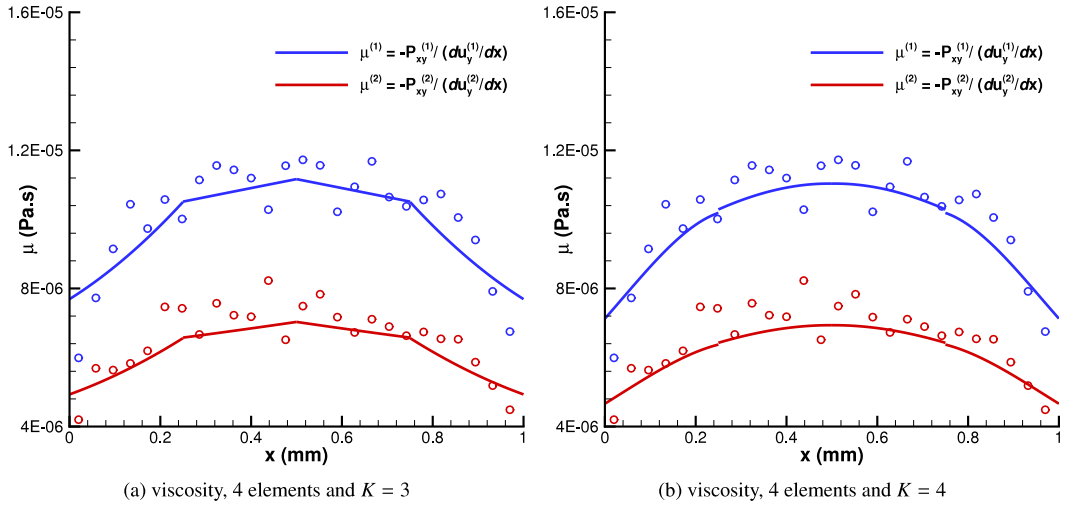 1.6E-05
1.2E-05
8E-06
4E-06
μ (Pa.s)
μ(1) = -Pxy(1)/ (duy(1)/dx)
μ(2) = -Pxy(2)/ (duy(2)/dx)
0 0.2 0.4 0.6 0.8 1
x (mm)
(a) viscosity, 4 elements and K = 3
1.6E-05
1.2E-05
8E-06
4E-06
μ (Pa.s)
μ(1) = -Pxy(1)/ (duy(1)/dx)
μ(2) = -Pxy(2)/ (duy(2)/dx)
0 0.2 0.4 0.6 0.8 1
x (mm)
(b) viscosity, 4 elements and K = 4